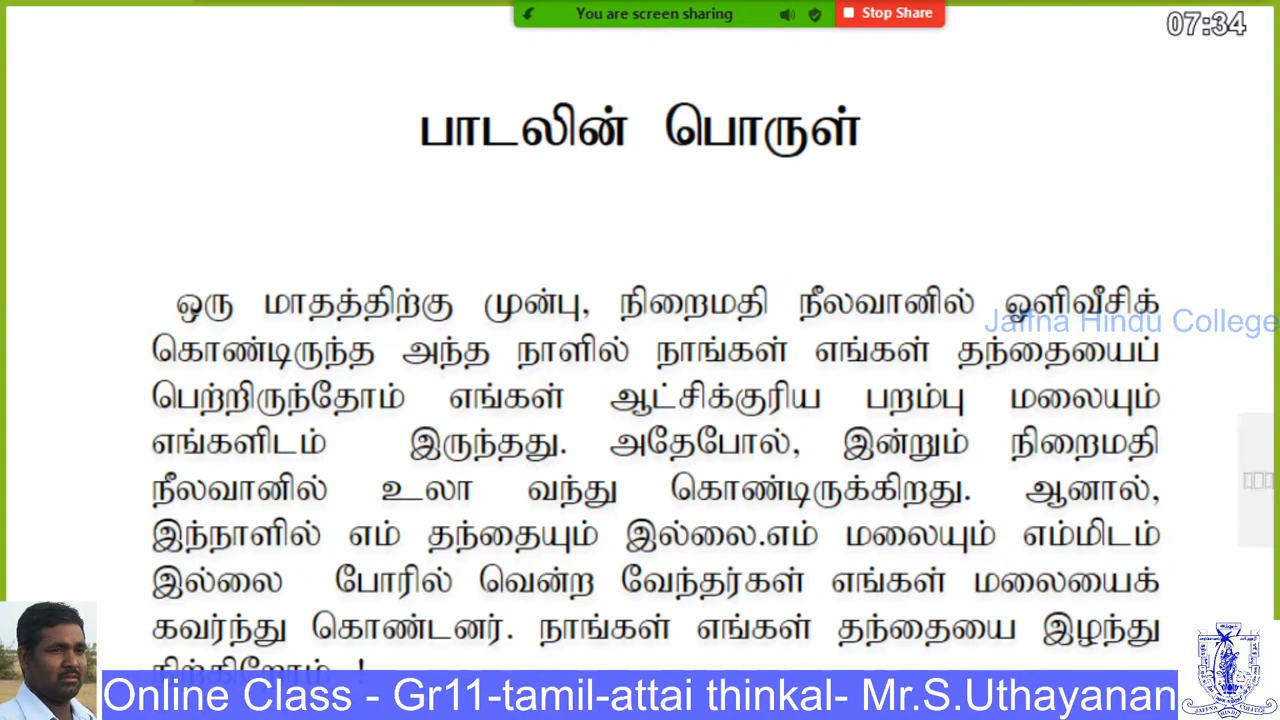 You are screen sharing
Stop Share
07:34
பாடலின் பொருள்
ஒரு மாதத்திற்கு முன்பு, நிறைமதி நீலவானில் ஒளிவீசிக்
Jaffna Hindu College
கொண்டிருந்த அந்த நாளில் நாங்கள் எங்கள் தந்தையைப்
பெற்றிருந்தோம் எங்கள் ஆட்சிக்குரிய பறம்பு மலையும்
எங்களிடம் இருந்தது. அதேபோல், இன்றும் நிறைமதி
நீலவானில் உலா வந்து கொண்டிருக்கிறது. ஆனால்,
இந்நாளில் எம் தந்தையும் இல்லை.எம் மலையும் எம்மிடம்
இல்லை போரில் வென்ற வேந்தர்கள் எங்கள் மலையைக்
கவர்ந்து கொண்டனர். நாங்கள் எங்கள் தந்தையை இழந்து
நிற்கிறோம் !
Online Class - Gr11-tamil-attai thinkal- Mr.S.Uthayanan